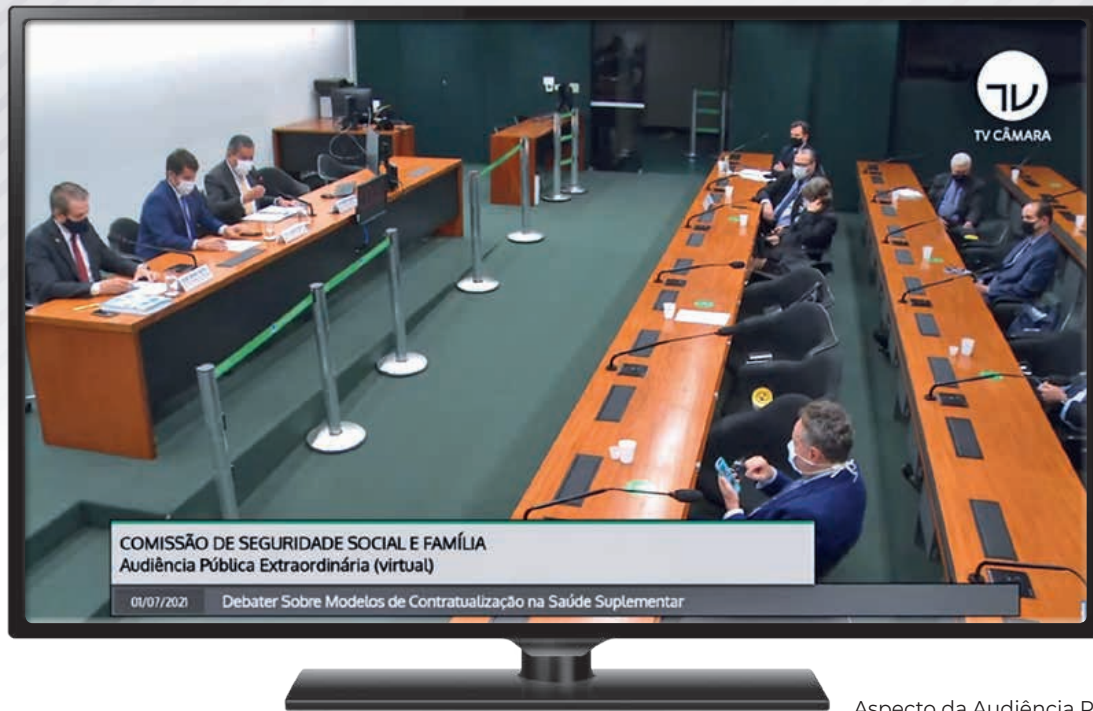 TV CÂMARA
COMISSÃO DE SEGURIDADE SOCIAL E FAMÍLIA
Audiência Pública Extraordinária (virtual)
01/07/2021 Debater Sobre Modelos de Contratualização na Saúde Suplementar
Aspecto da Audiência P